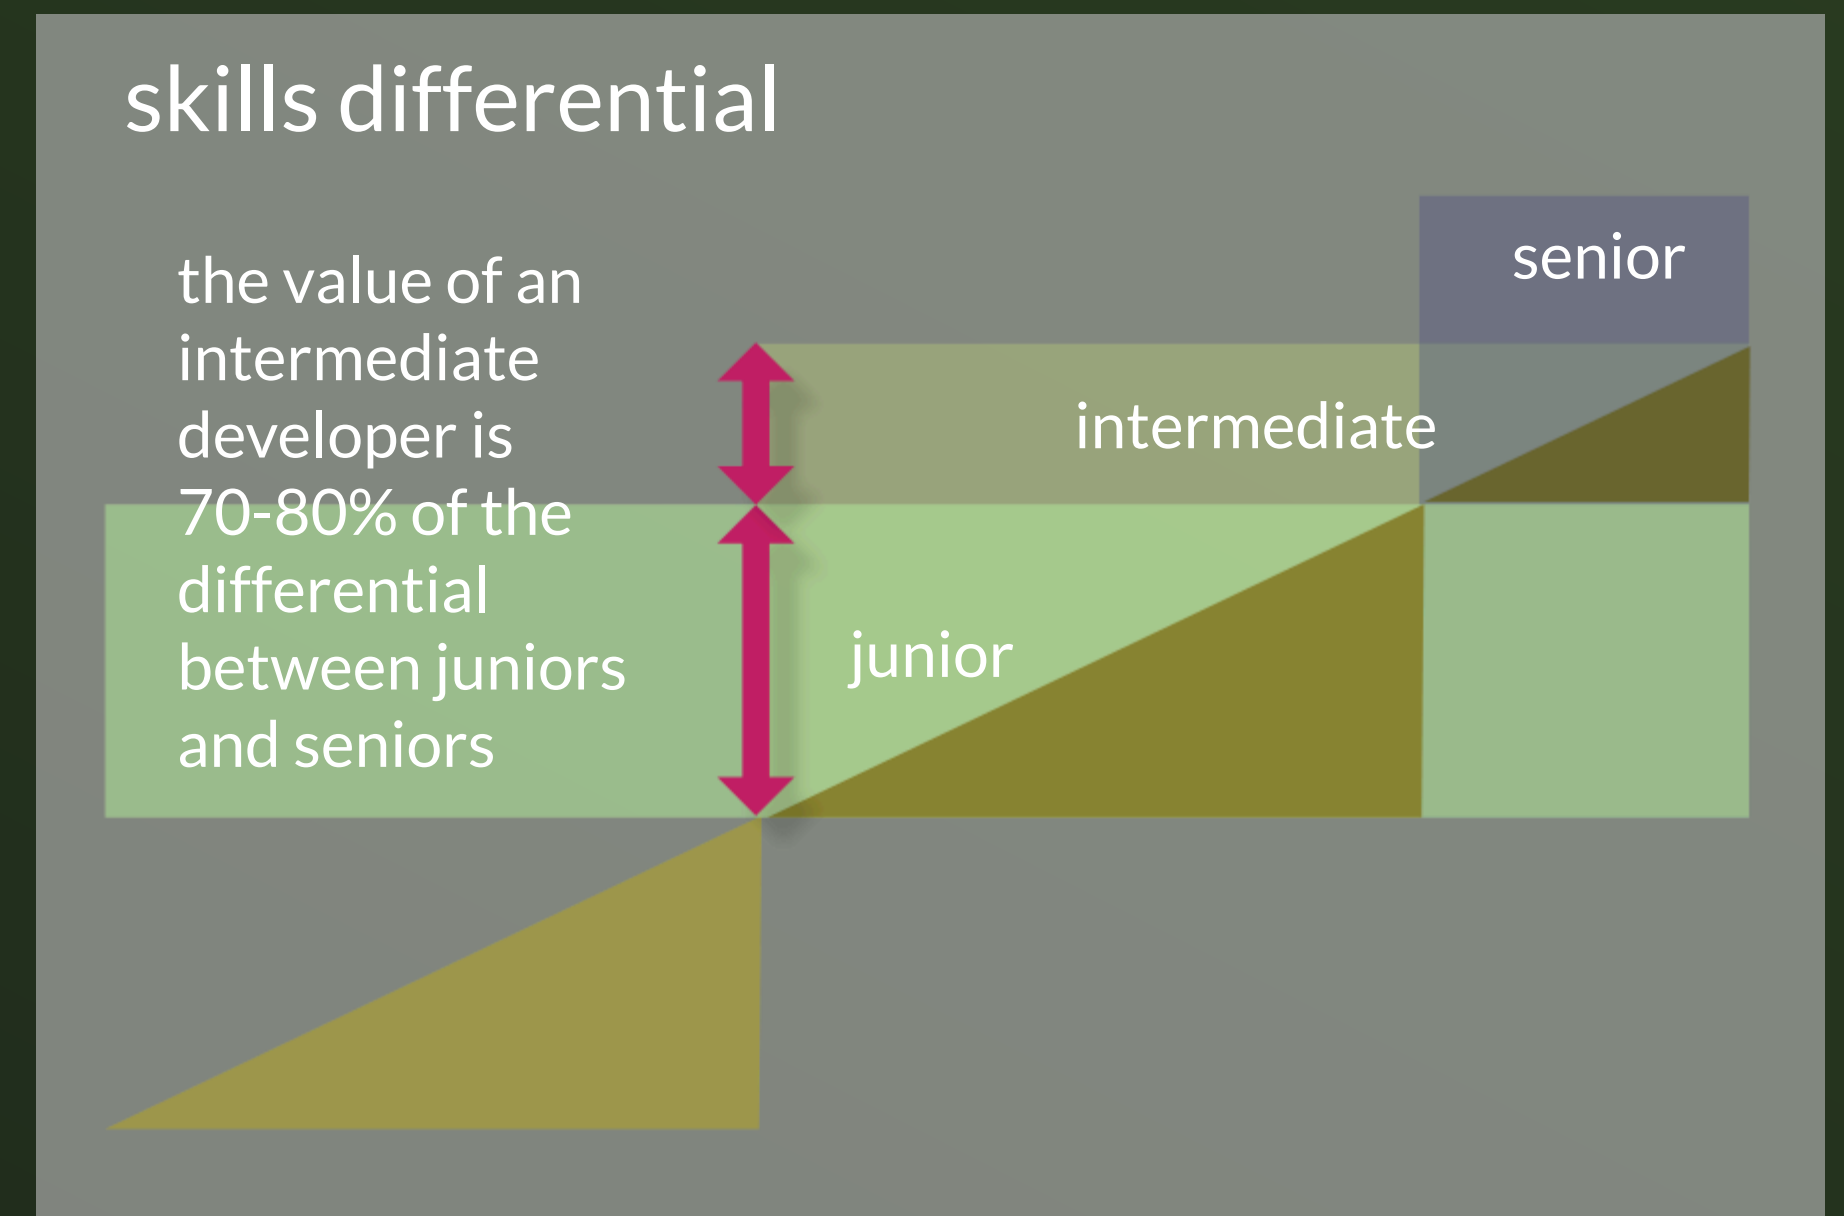 skills differential
the value of an
intermediate
developer is
70-80% of the
differential
between juniors
and seniors
senior
intermediate
junior